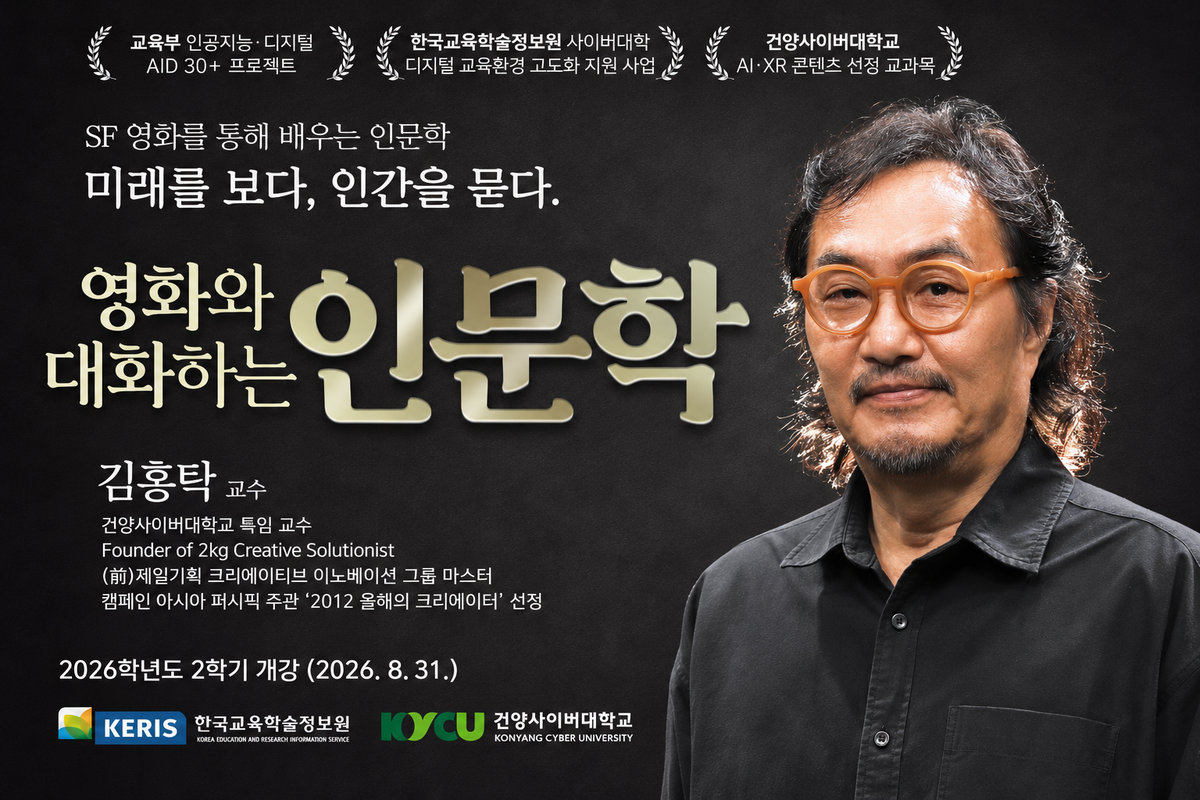 교육부 인공지능·디지털
AID 30+ 프로젝트
한국교육학술정보원 사이버대학
디지털 교육환경 고도화 지원 사업
건양사이버대학교
AI·XR 콘텐츠 선정 교과목
SF 영화를 통해 배우는 인문학
미래를 보다, 인간을 묻다.
영화와
대화하는
인문학
김홍탁 교수
건양사이버대학교 특임 교수
Founder of 2kg Creative Solutionist
(前)제일기획 크리에이티브 이노베이션 그룹 마스터
캠페인 아시아 퍼시픽 주관 ‘2012 올해의 크리에이터’ 선정
2026학년도 2학기 개강 (2026. 8. 31.)
KERIS 한국교육학술정보원
KOREA EDUCATION AND RESEARCH INFORMATION SERVICE
KOYCU 건양사이버대학교
KONYANG CYBER UNIVERSITY